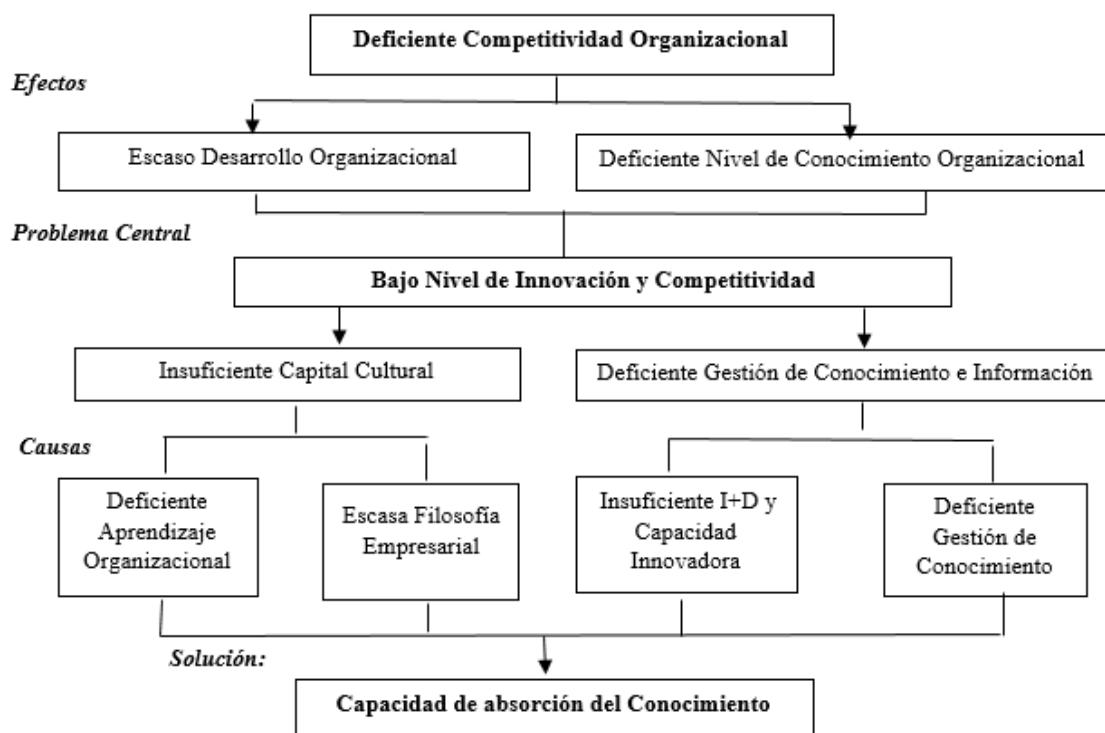 Deficiente Competitividad Organizacional
Efectos
Escaso Desarrollo Organizacional
Deficiente Nivel de Conocimiento Organizacional
Problema Central
Bajo Nivel de Innovación y Competitividad
Insuficiente Capital Cultural
Deficiente Gestión de Conocimiento e Información
Causas
Deficiente
Aprendizaje
Organizacional
Escasa Filosofía
Empresarial
Insuficiente I+D y
Capacidad
Innovadora
Deficiente
Gestión de
Conocimiento
Solución:
Capacidad de absorción del Conocimiento